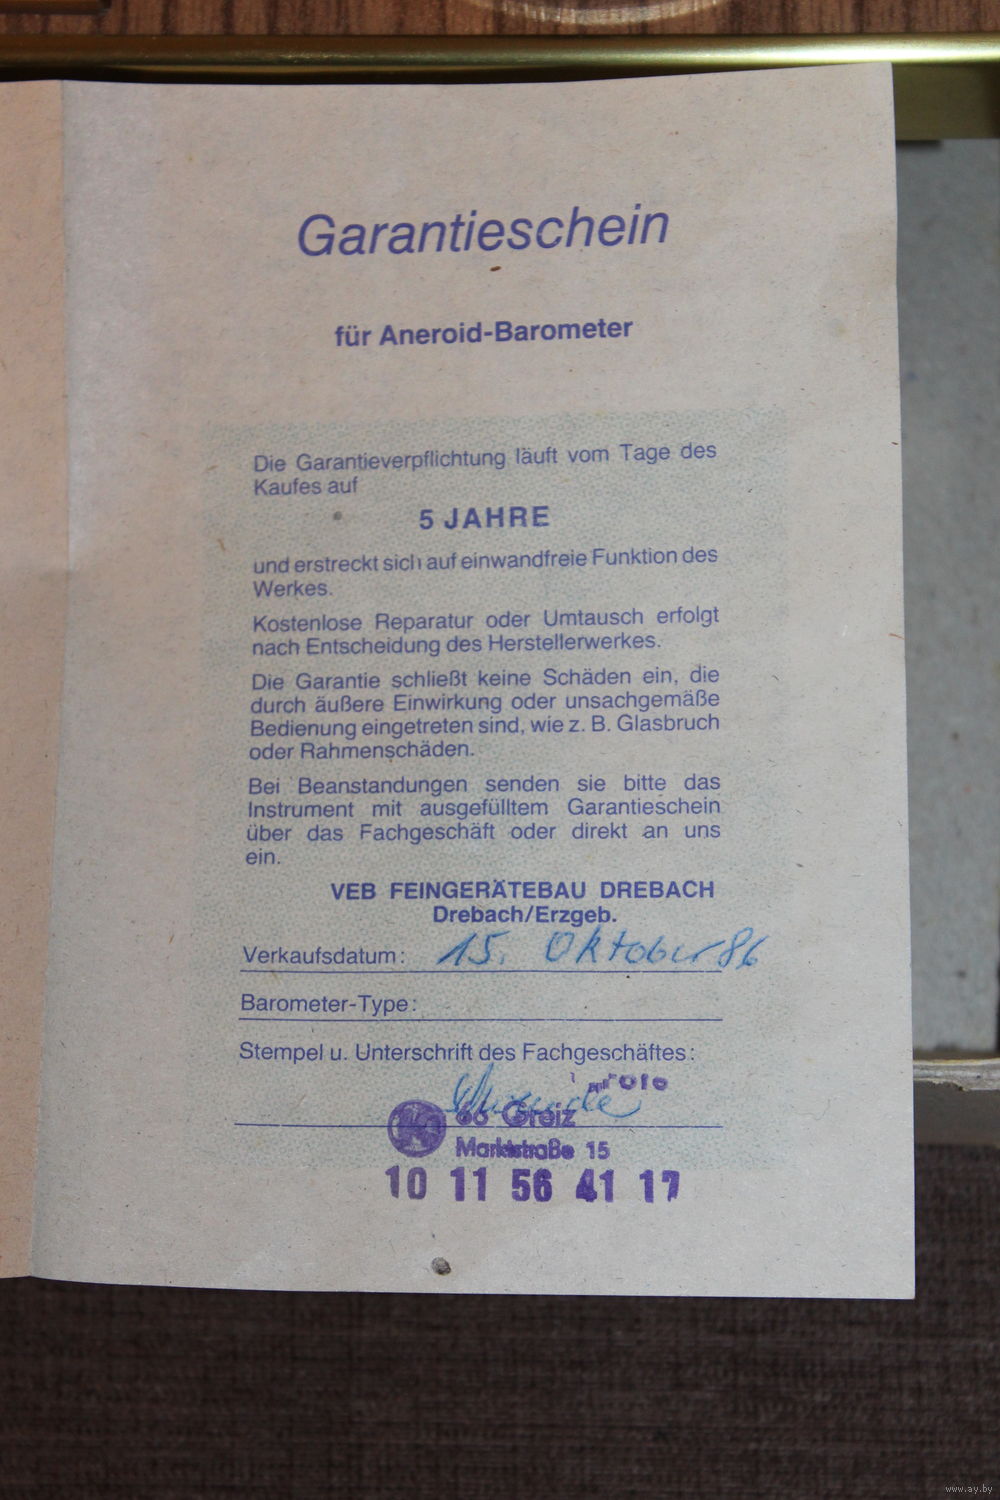 Garantieschein
für Aneroid-Barometer
Die Garantieverpflichtung läuft vom Tage des
Kaufes auf
5 JAHRE
und erstreckt sich auf einwandfreie Funktion des
Werkes.
Kostenlose Reparatur oder Umtausch erfolgt
nach Entscheidung des Herstellerwerkes.
Die Garantie schließt keine Schäden ein, die
durch äußere Einwirkung oder unsachgemäße
Bedienung eingetreten sind, wie z. B. Glasbruch
oder Rahmenschäden.
Bei Beanstandungen senden sie bitte das
Instrument mit ausgefülltem Garantieschein
über das Fachgeschäft oder direkt an uns
ein.
VEB FEINGERÄTEBAU DREBACH
Drebach/Erzgeb.
Verkaufsdatum: 15. Oktober 86
Barometer-Type:
Stempel u. Unterschrift des Fachgeschäftes:
Greiz
Marktstraße 15
10 11 56 41 17
www.ay.by